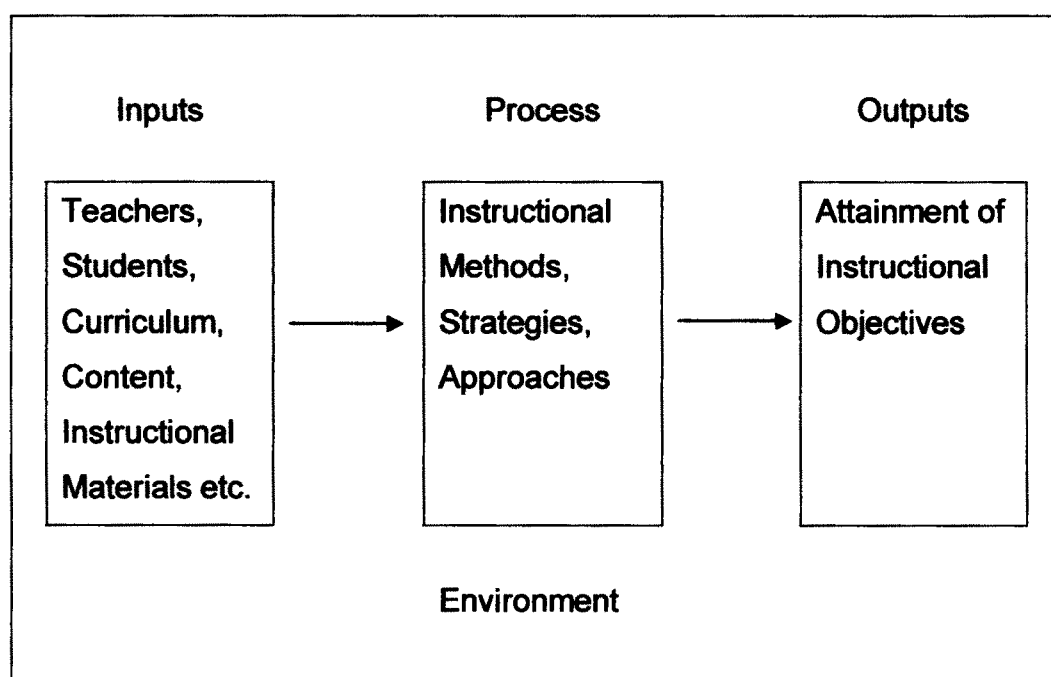 Inputs
Process
Outputs
Teachers,
Students,
Curriculum,
Content,
Instructional
Materials etc.
Instructional
Methods,
Strategies,
Approaches
Attainment of
Instructional
Objectives
Environment